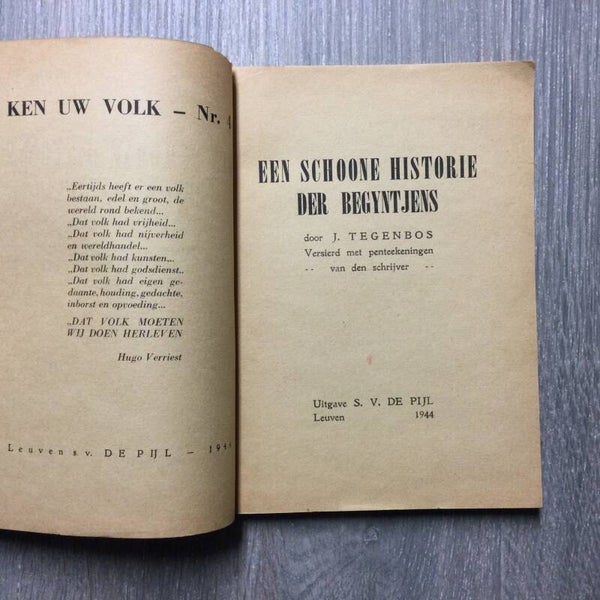 KEN UW VOLK — Nr. 4
„Eertijds heeft er een volk
bestaan, edel en groot, de
wereld rond bekend...
„Dat volk had vrijheid...
„Dat volk had nijverheid
en wereldhandel...
„Dat volk had kunsten,..
„Dat volk had godsdienst..
„Dat volk had eigen ge-
daante, houding, gedachte,
inborst en opvoeding...
„DAT VOLK MOETEN
WIJ DOEN HERLEVEN
Hugo Verriest
Leuven s.v. DE PIJL — 1944
EEN SCHOONE HISTORIE
DER BEGYNTJENS
door J. TEGENBOS
Versierd met penteekeningen
-- van den schrijver --
Uitgave S. V. DE PIJL
Leuven 1944